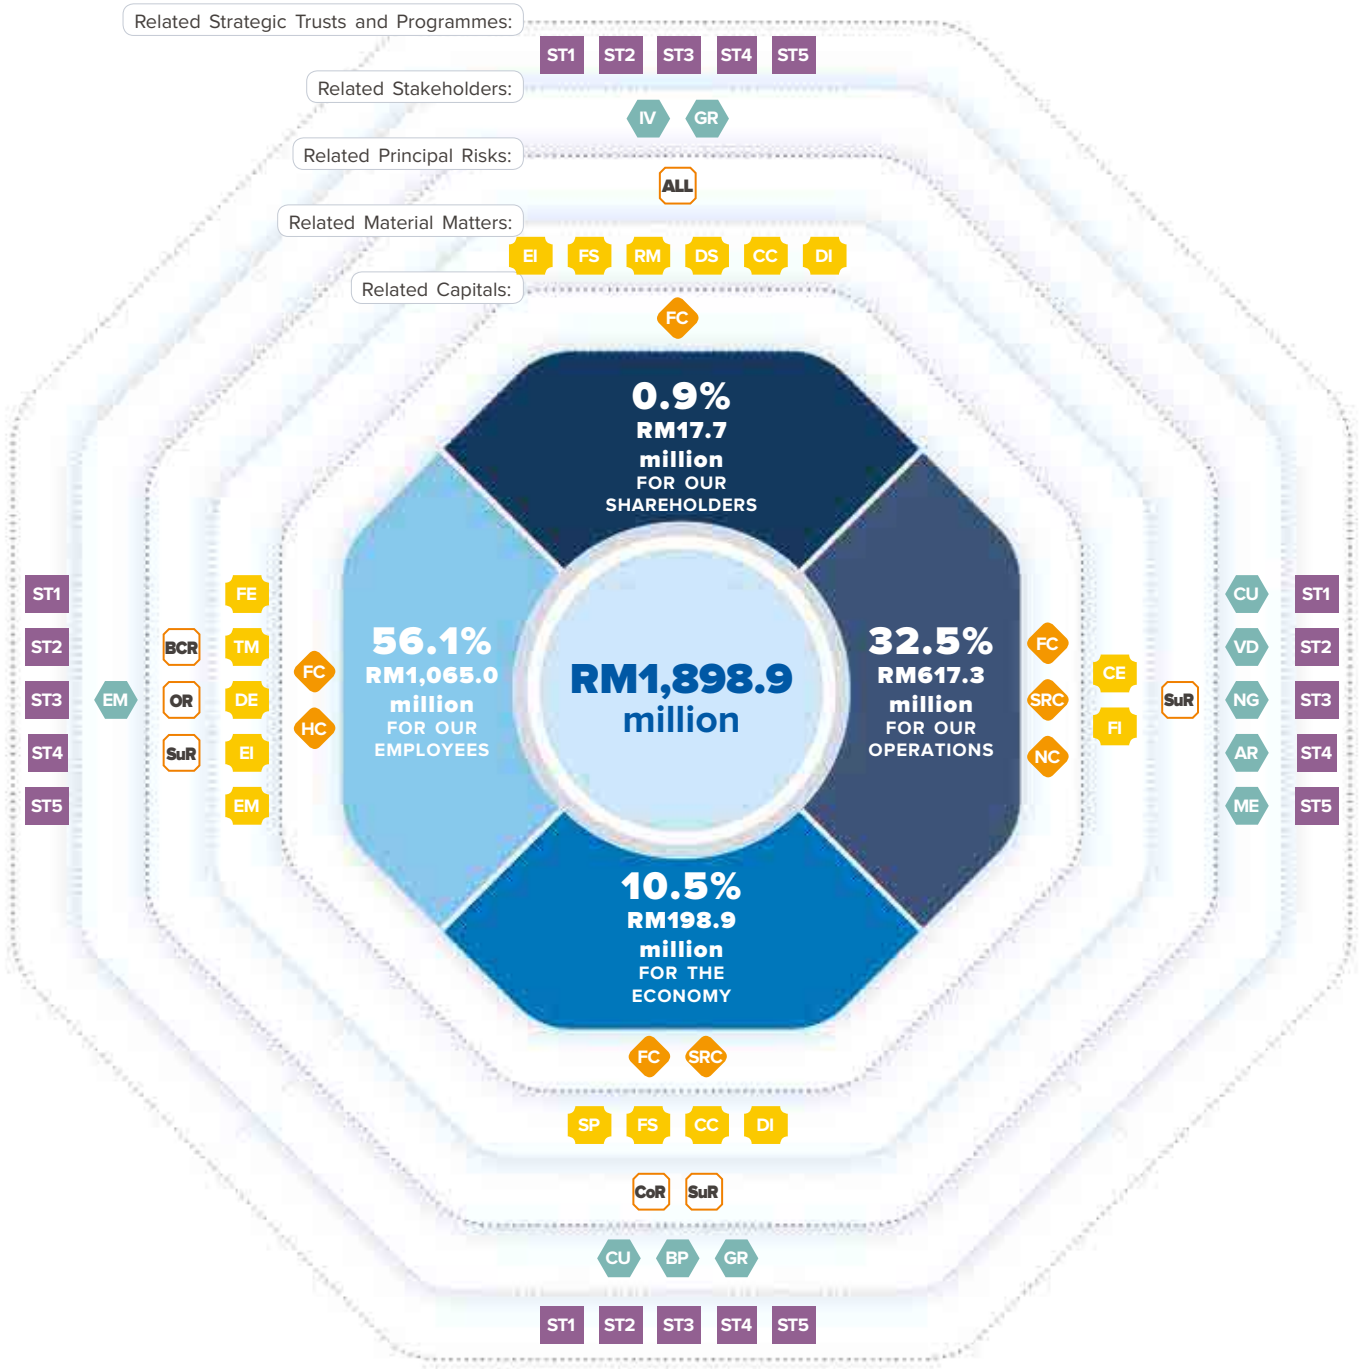 Related Strategic Trusts and Programmes:
ST1 ST2 ST3 ST4 ST5
Related Stakeholders:
IV GR
Related Principal Risks:
ALL
Related Material Matters:
EI FS RM DS CC DI
Related Capitals:
FC
0.9%
RM17.7
million
FOR OUR
SHAREHOLDERS
ST1
ST2
ST3
ST4
ST5
EM
BCR
OR
SuR
FE
TM
DE
EI
EM
FC
HC
56.1%
RM1,065.0
million
FOR OUR
EMPLOYEES
RM1,898.9
million
32.5%
RM617.3
million
FOR OUR
OPERATIONS
FC
SRC
NC
CE
FI
SuR
CU
VD
NG
AR
ME
ST1
ST2
ST3
ST4
ST5
10.5%
RM198.9
million
FOR THE
ECONOMY
FC SRC
SP FS CC DI
CoR SuR
CU BP GR
ST1 ST2 ST3 ST4 ST5